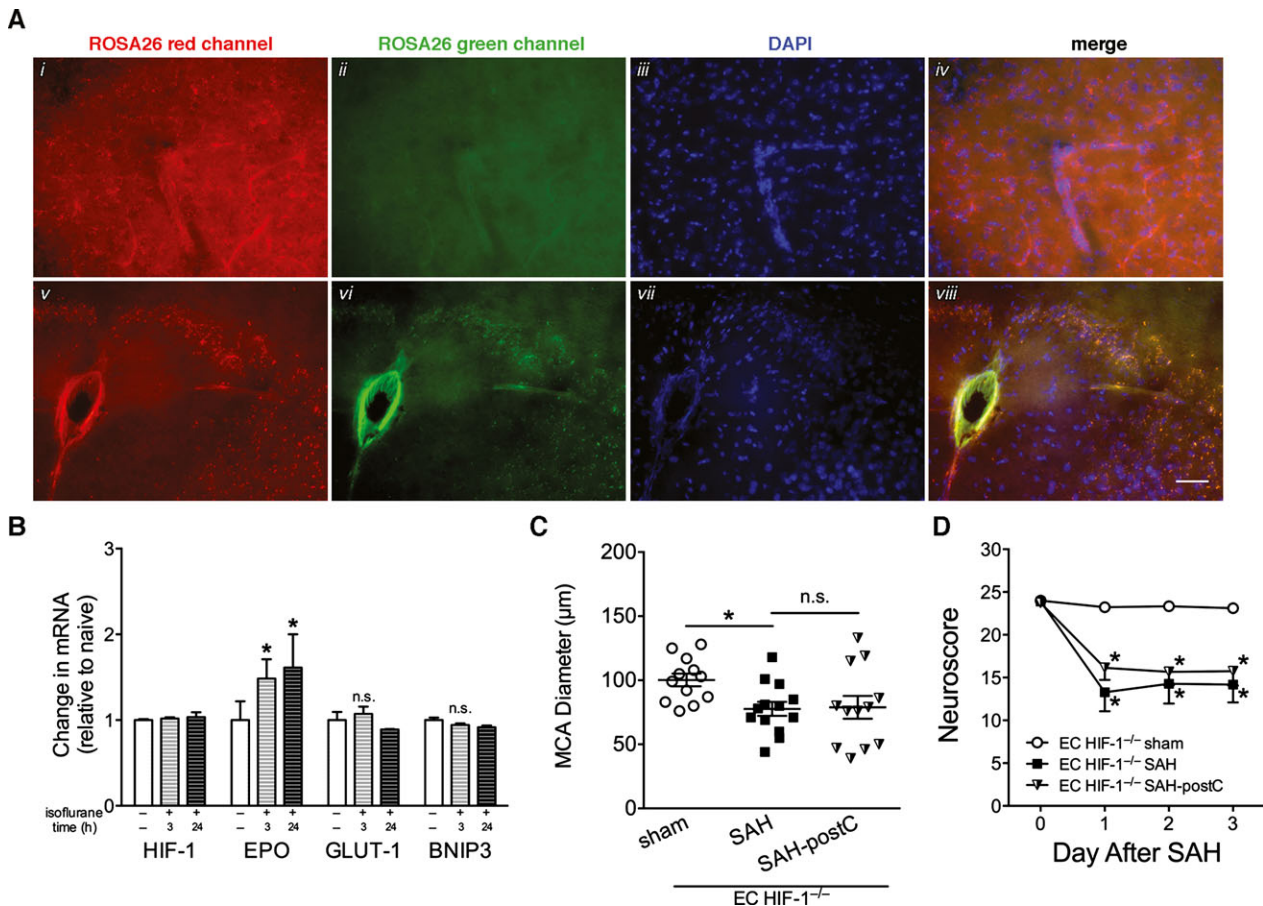 A
ROSA26 red channel ROSA26 green channel DAPI merge
i ii iii iv
v vi vii viii
B
Change in mRNA
(relative to naive)
3
2
1
0
* *
n.s.
n.s.
isoflurane – + + – + + – + + – + +
time (h) – 3 24 – 3 24 – 3 24 – 3 24
HIF-1 EPO GLUT-1 BNIP3
C
MCA Diameter (µm)
200
150
100
50
0
*
n.s.
sham SAH SAH-postC
EC HIF-1⁻/⁻
D
Neuroscore
30
25
20
15
10
5
0
* * *
* * *
EC HIF-1⁻/⁻ sham
EC HIF-1⁻/⁻ SAH
EC HIF-1⁻/⁻ SAH-postC
0 1 2 3
Day After SAH